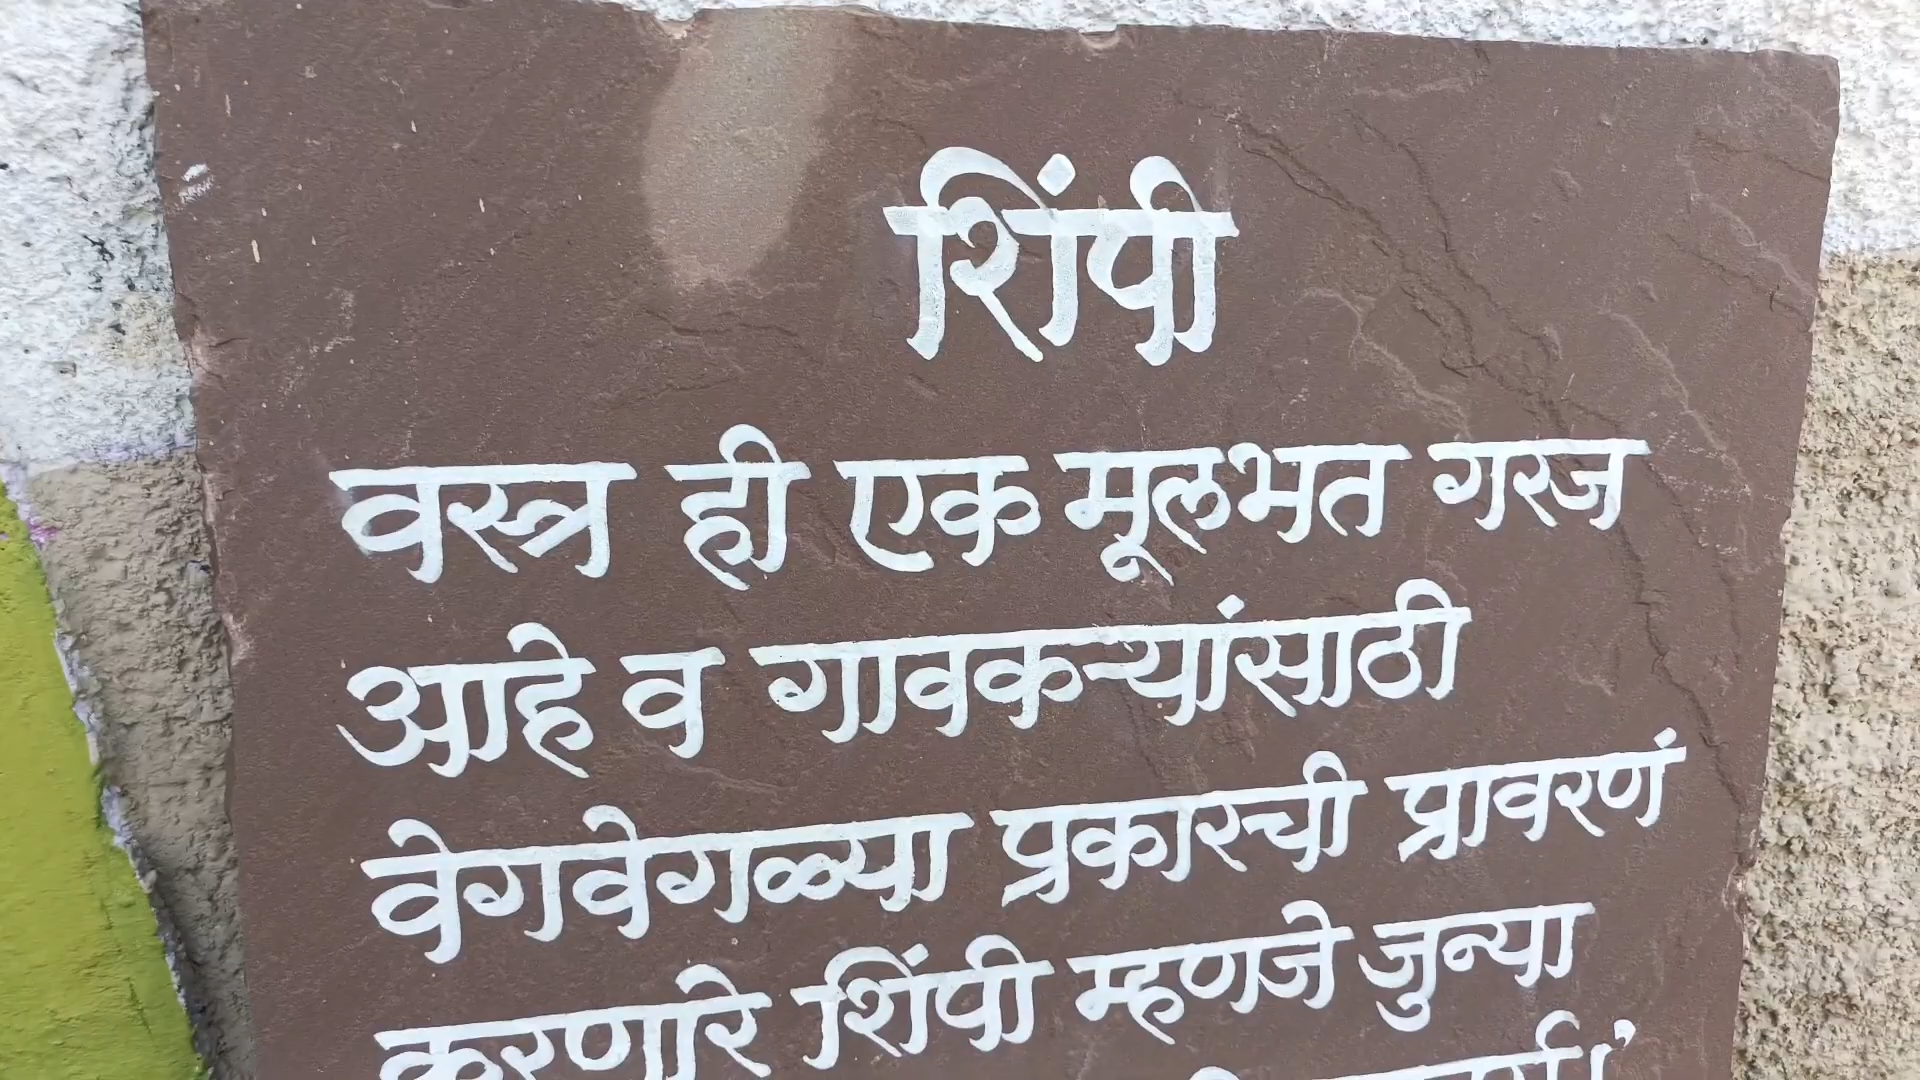 शिंपी
वस्त्र ही एक मूलभत गरज
आहे व गावकऱ्यांसाठी
वेगवेगळ्या प्रकारची प्रावरणं
करणारे शिंपी म्हणजे जुन्या